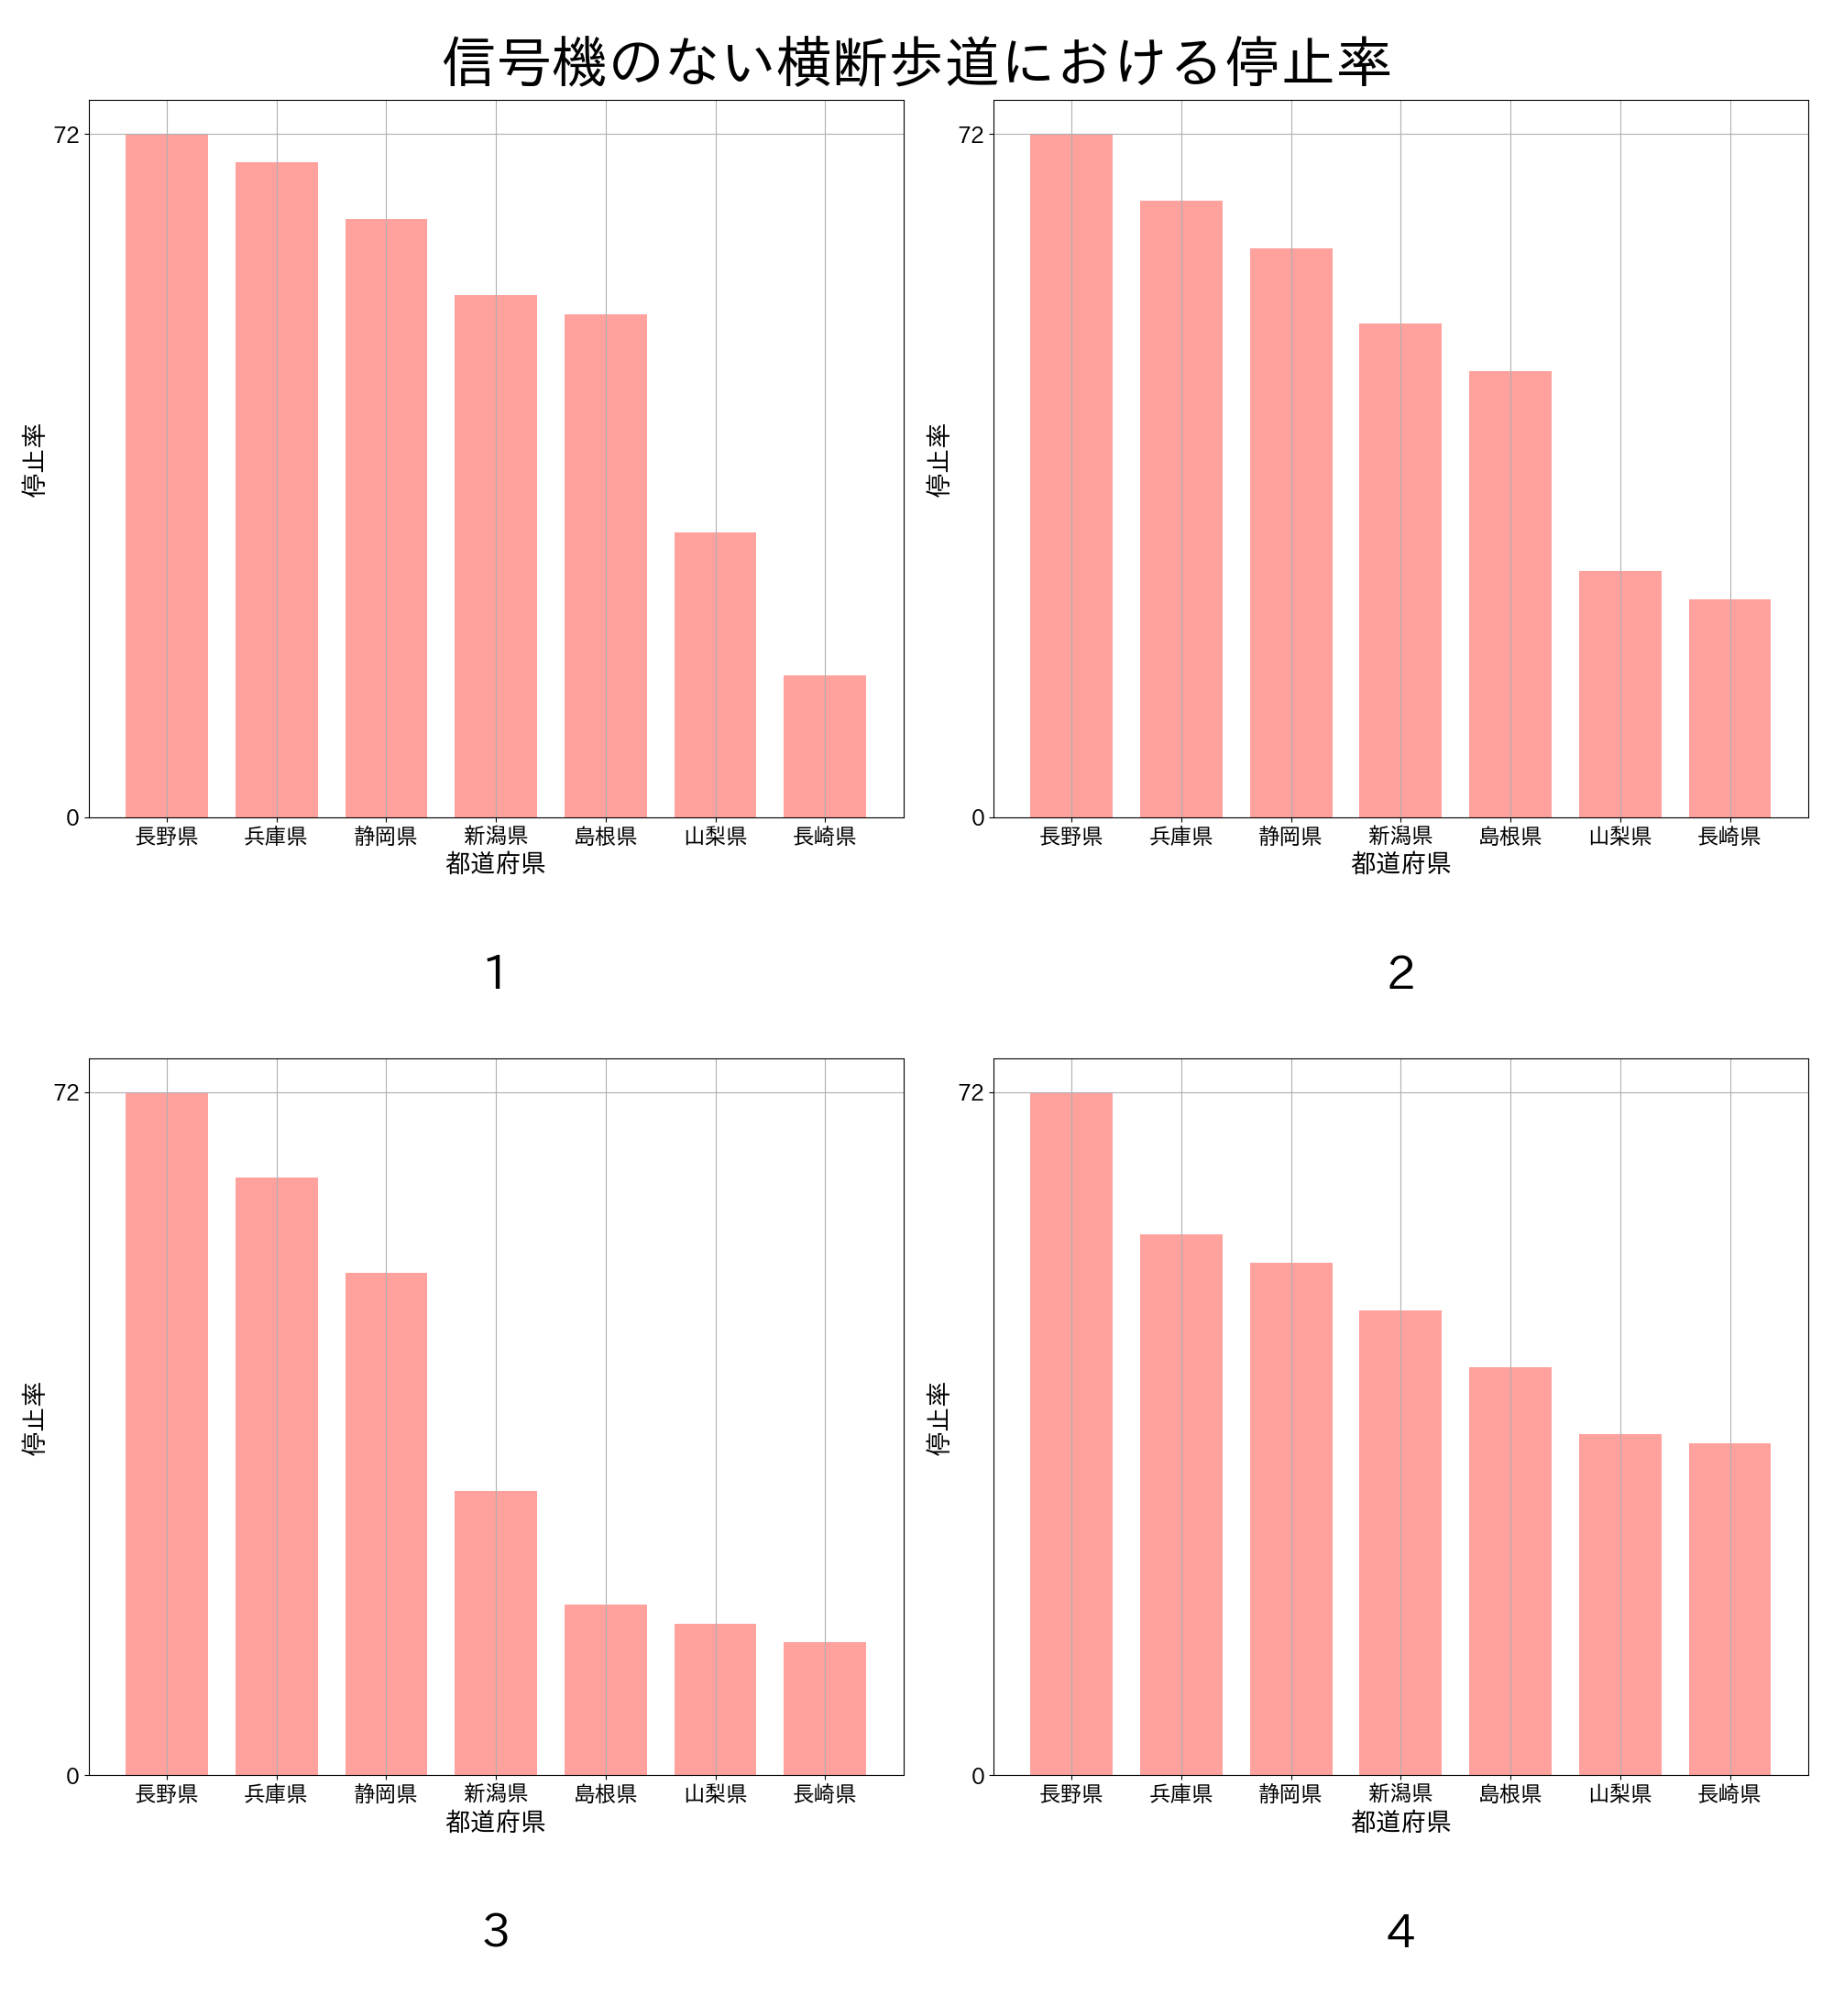 信号機のない横断歩道における停止率
72
停止率
0
長野県 兵庫県 静岡県 新潟県 島根県 山梨県 長崎県
都道府県
1
72
停止率
0
長野県 兵庫県 静岡県 新潟県 島根県 山梨県 長崎県
都道府県
2
72
停止率
0
長野県 兵庫県 静岡県 新潟県 島根県 山梨県 長崎県
都道府県
3
72
停止率
0
長野県 兵庫県 静岡県 新潟県 島根県 山梨県 長崎県
都道府県
4